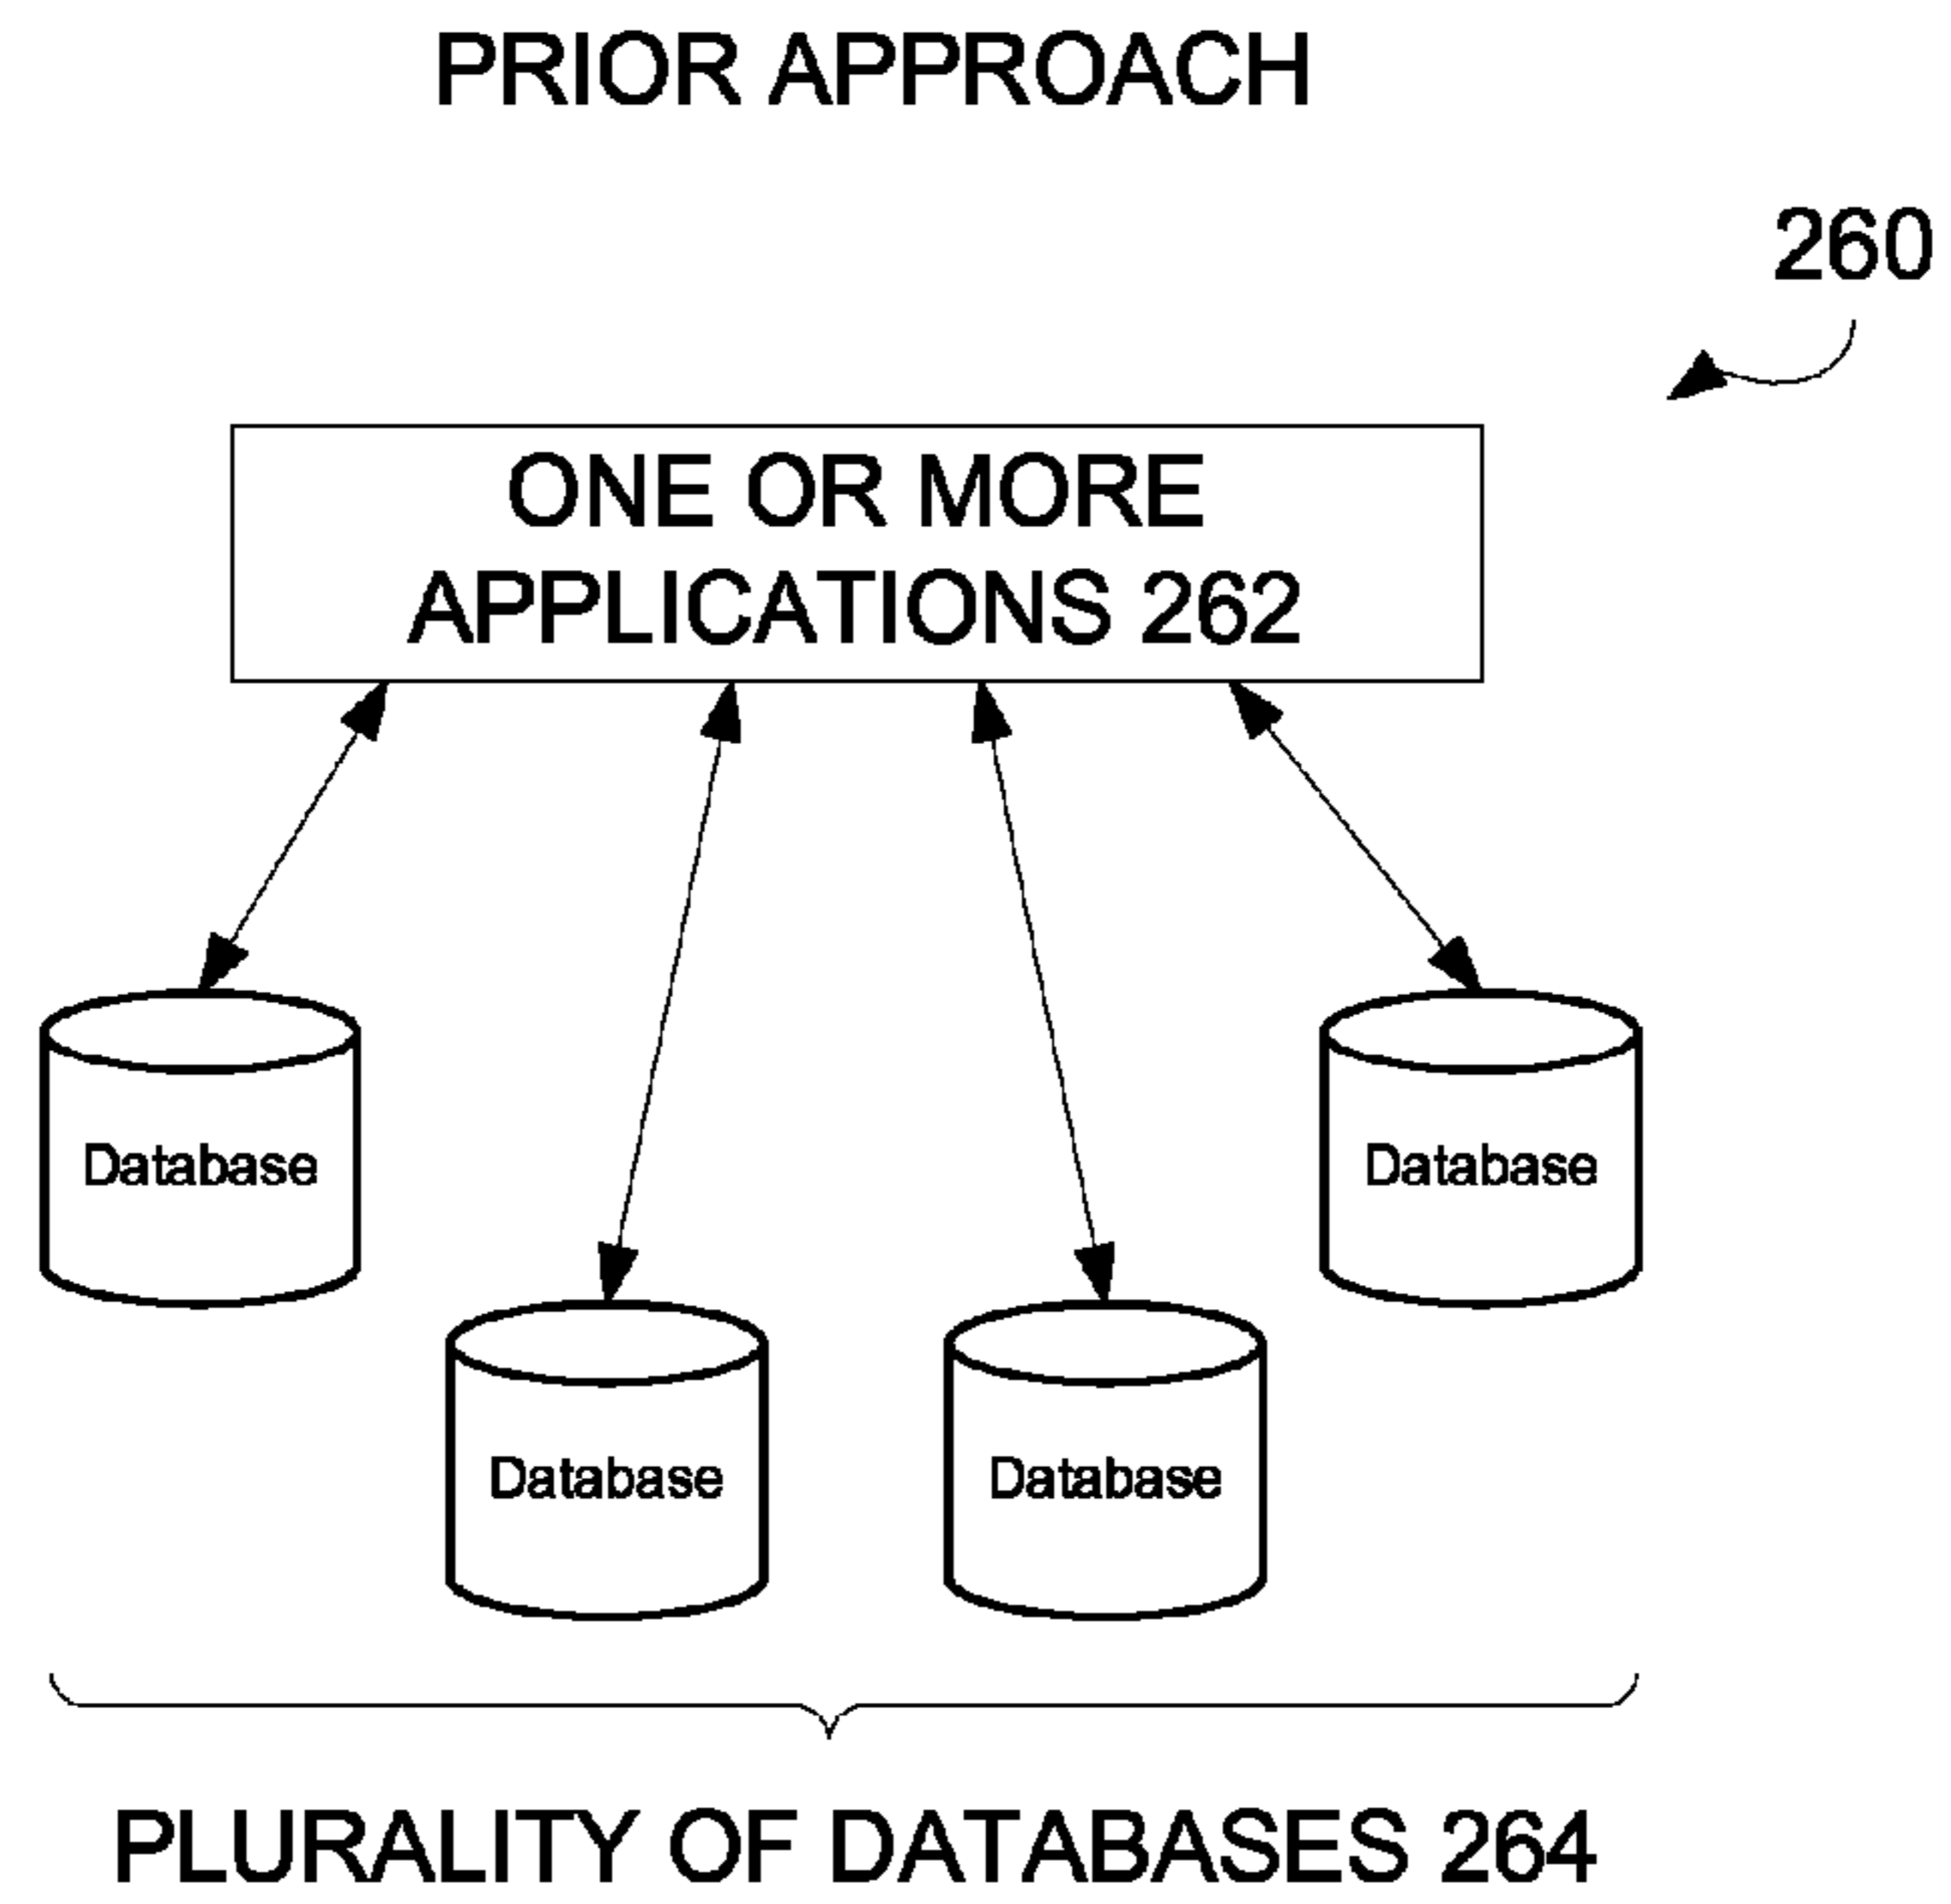 PRIOR APPROACH
260
ONE OR MORE
APPLICATIONS 262
Database
Database
Database
Database
PLURALITY OF DATABASES 264